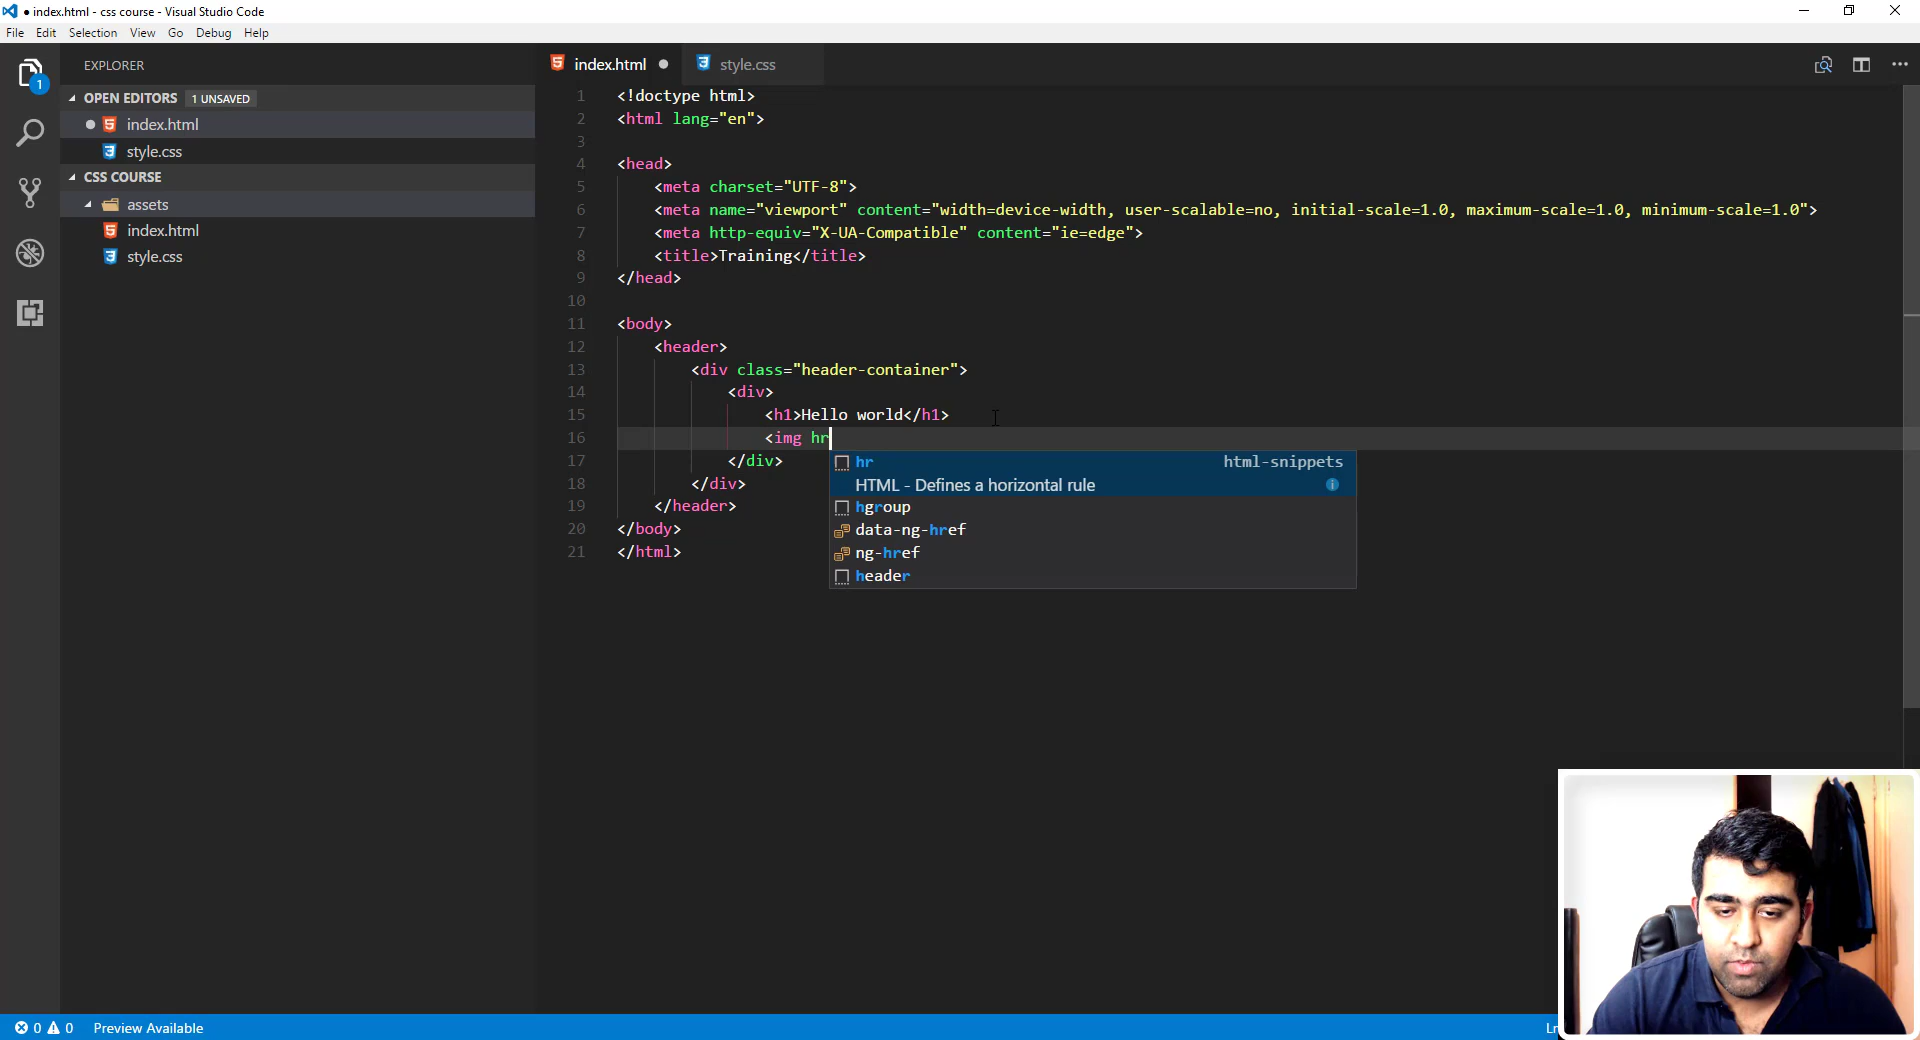 ● index.html - css course - Visual Studio Code
File Edit Selection View Go Debug Help
EXPLORER
index.html ●
style.css
1
OPEN EDITORS 1 UNSAVED
● index.html
style.css
CSS COURSE
assets
index.html
style.css
1 <!doctype html>
2 <html lang="en">
3
4 <head>
5 <meta charset="UTF-8">
6 <meta name="viewport" content="width=device-width, user-scalable=no, initial-scale=1.0, maximum-scale=1.0, minimum-scale=1.0">
7 <meta http-equiv="X-UA-Compatible" content="ie=edge">
8 <title>Training</title>
9 </head>
10
11 <body>
12 <header>
13 <div class="header-container">
14 <div>
15 <h1>Hello world</h1>
16 <img hr
17 </div>
18 </div>
19 </header>
20 </body>
21 </html>
hr html-snippets
HTML - Defines a horizontal rule
hgroup
data-ng-href
ng-href
header
0 0 Preview Available
Ln